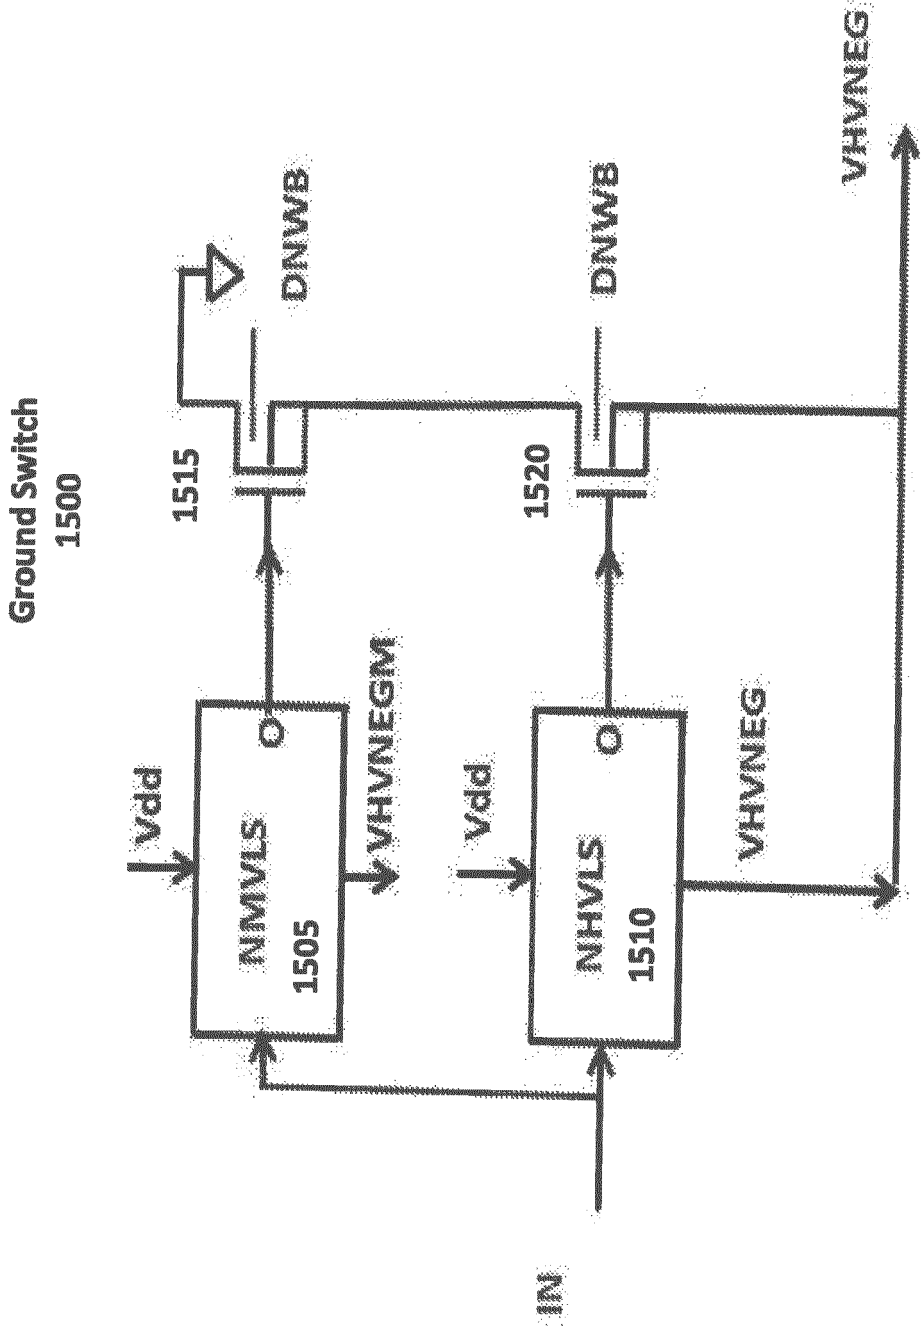 Ground Switch
1500
Vdd
1515
NMVLS
O
DNWB
1505
VHVNEGM
Vdd
1520
IN
NHVLS
O
DNWB
1510
VHVNEG
VHVNEG